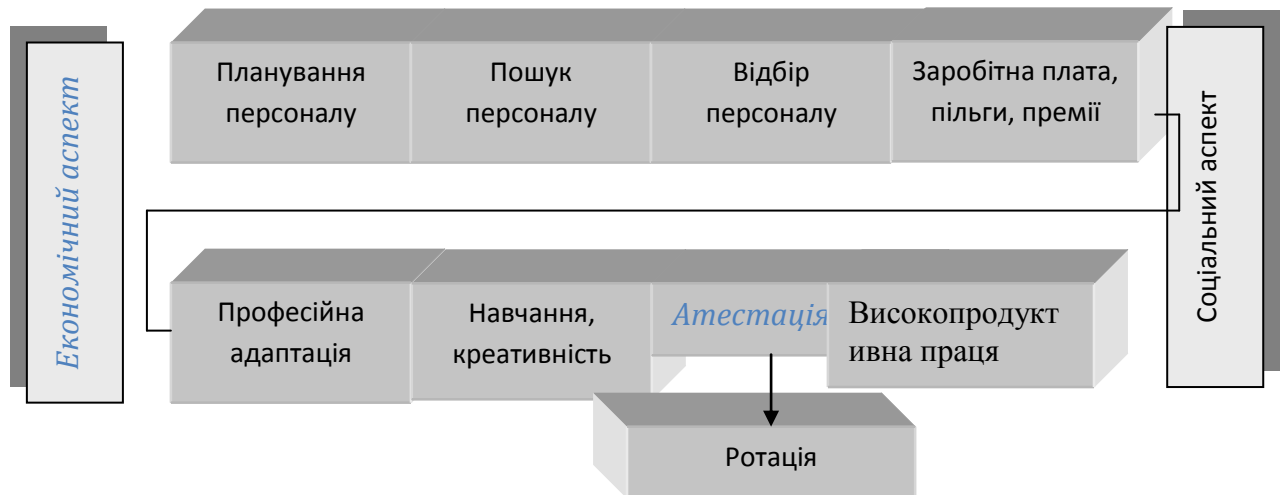 Економічний аспект
Планування
персоналу
Пошук
персоналу
Відбір
персоналу
Заробітна плата,
пільги, премії
Професійна
адаптація
Навчання,
креативність
Атестація
Високопродукт
ивна праця
Ротація
Соціальний аспект